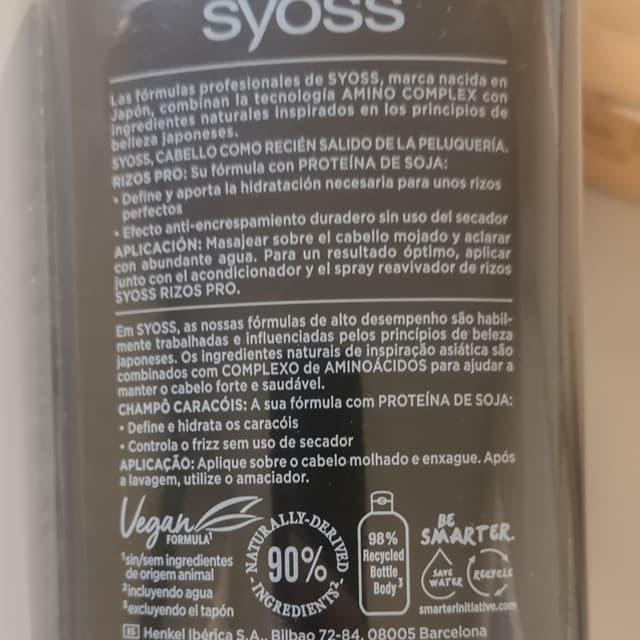 syoss
Las fórmulas profesionales de SYOSS, marca nacida en
Japón, combinan la tecnología AMINO COMPLEX con
ingredientes naturales inspirados en los principios de
belleza japoneses.
SYOSS, CABELLO COMO RECIÉN SALIDO DE LA PELUQUERÍA.
RIZOS PRO: Su fórmula con PROTEÍNA DE SOJA:
• Define y aporta la hidratación necesaria para unos rizos
perfectos
• Efecto anti-encrespamiento duradero sin uso del secador
APLICACIÓN: Masajear sobre el cabello mojado y aclarar
con abundante agua. Para un resultado óptimo, aplicar
junto con el acondicionador y el spray reavivador de rizos
SYOSS RIZOS PRO.
Em SYOSS, as nossas fórmulas de alto desempenho são habil-
mente trabalhadas e influenciadas pelos princípios de beleza
japoneses. Os ingredientes naturais de inspiração asiática são
combinados com COMPLEXO de AMINOÁCIDOS para ajudar a
manter o cabelo forte e saudável.
CHAMPÔ CARACÓIS: A sua fórmula com PROTEÍNA DE SOJA:
• Define e hidrata os caracóis
• Controla o frizz sem uso de secador
APLICAÇÃO: Aplique sobre o cabelo molhado e enxague. Após
a lavagem, utilize o amaciador.
Vegan
FORMULA¹
¹sin/sem ingredientes
de origem animal
²incluyendo agua
³excluyendo el tapón
NATURALLY-DERIVED
90%
INGREDIENTS²
98%
Recycled
Bottle
Body³
BE
SMARTER.
SAVE
WATER
RECYCLE
smarterinitiative.com
ES Henkel Ibérica S.A., Bilbao 72-84, 08005 Barcelona